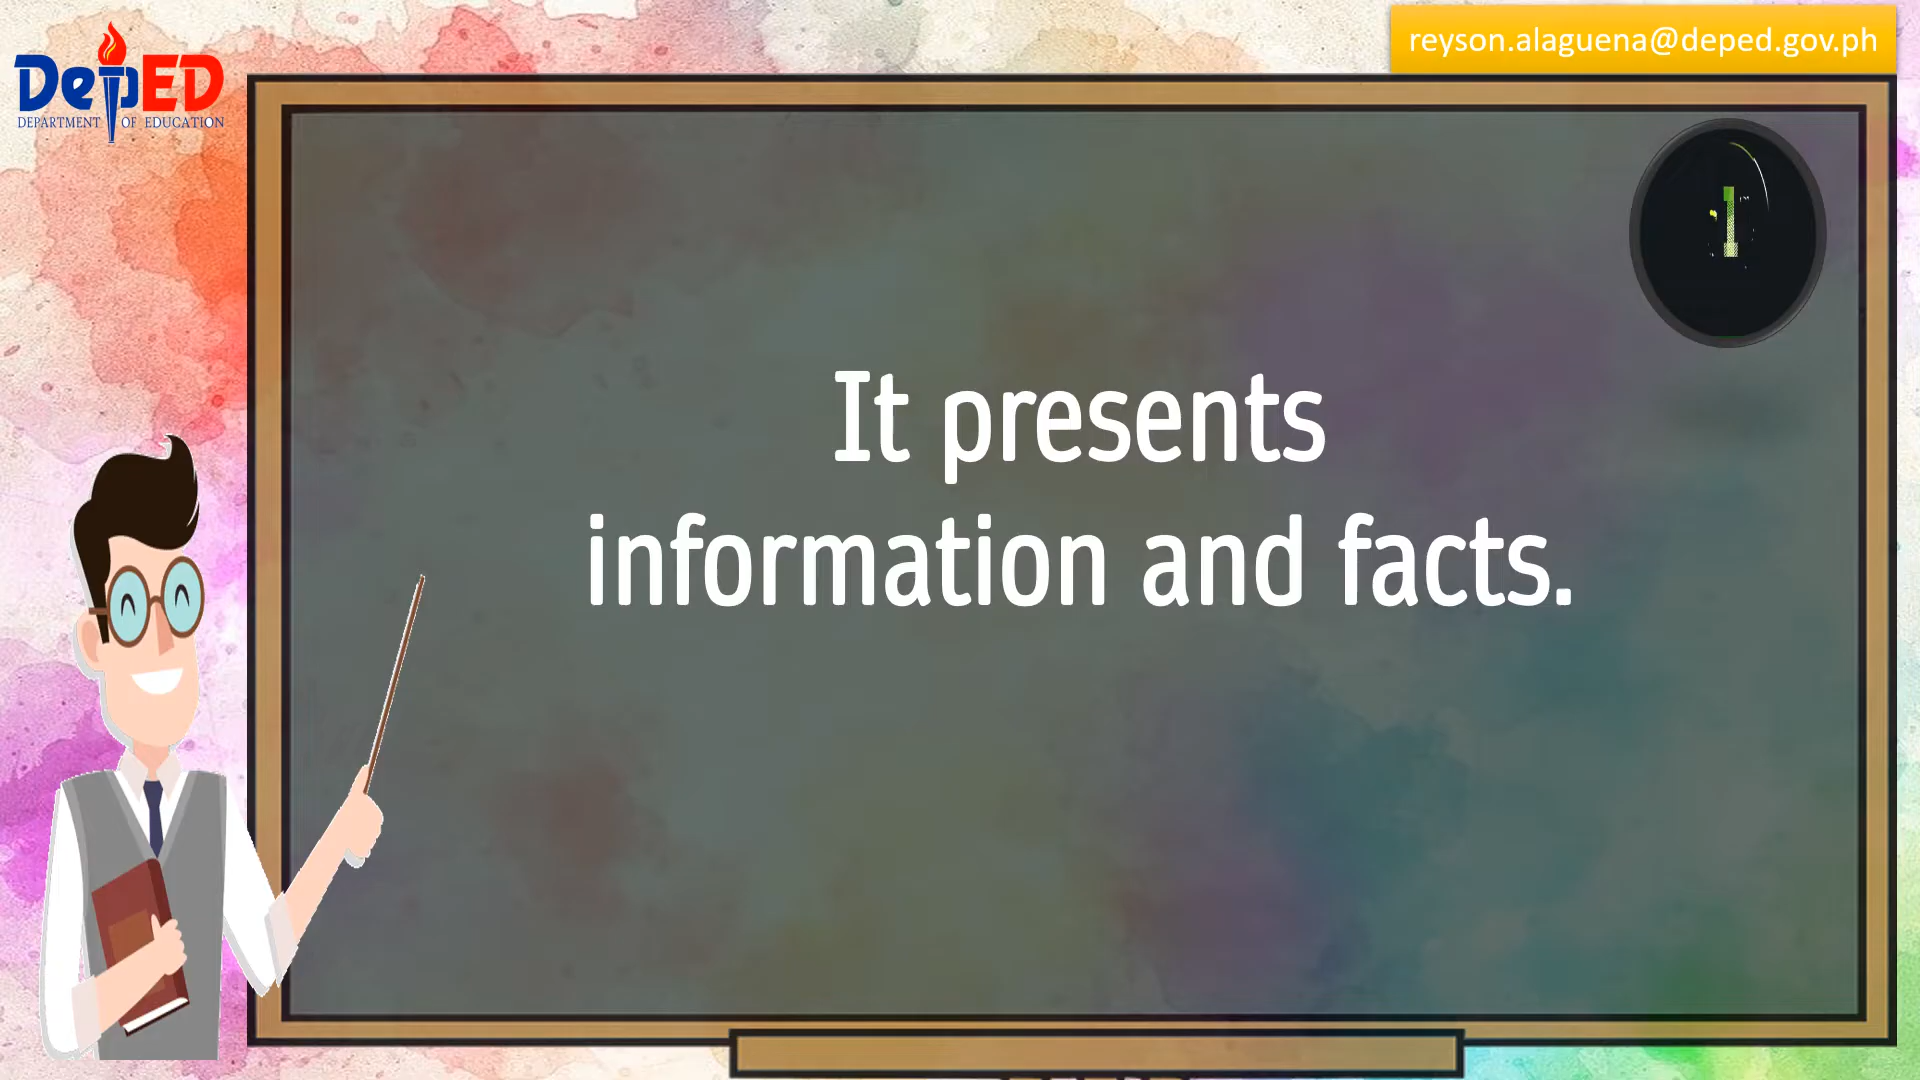 reyson.alaguena@deped.gov.ph
DepED
DEPARTMENT OF EDUCATION
1
It presents
information and facts.